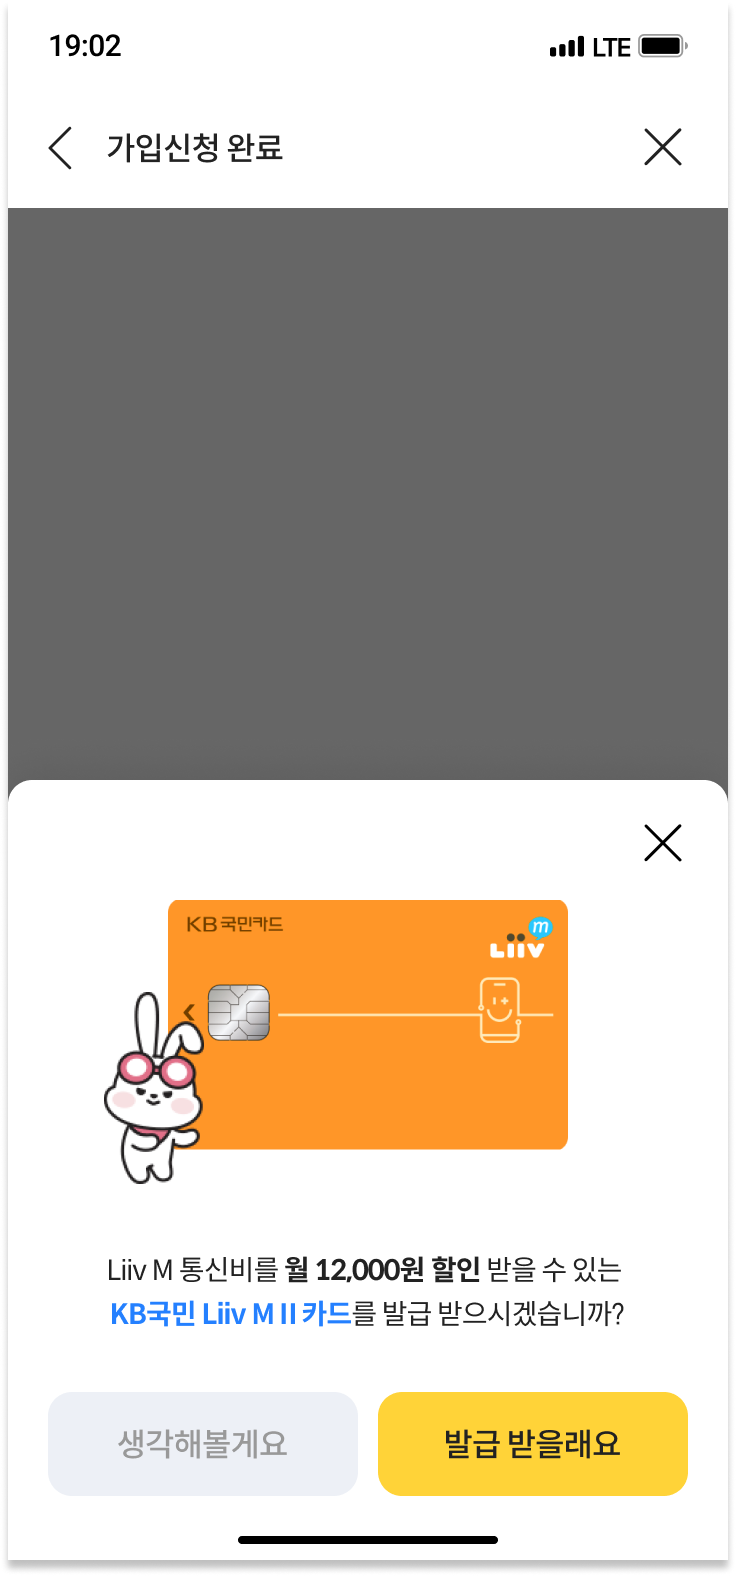 19:02 LTE
가입신청 완료
KB국민카드
Liiv m
Liiv M 통신비를 월 12,000원 할인 받을 수 있는
KB국민 Liiv M II 카드를 발급 받으시겠습니까?
생각해볼게요 발급 받을래요